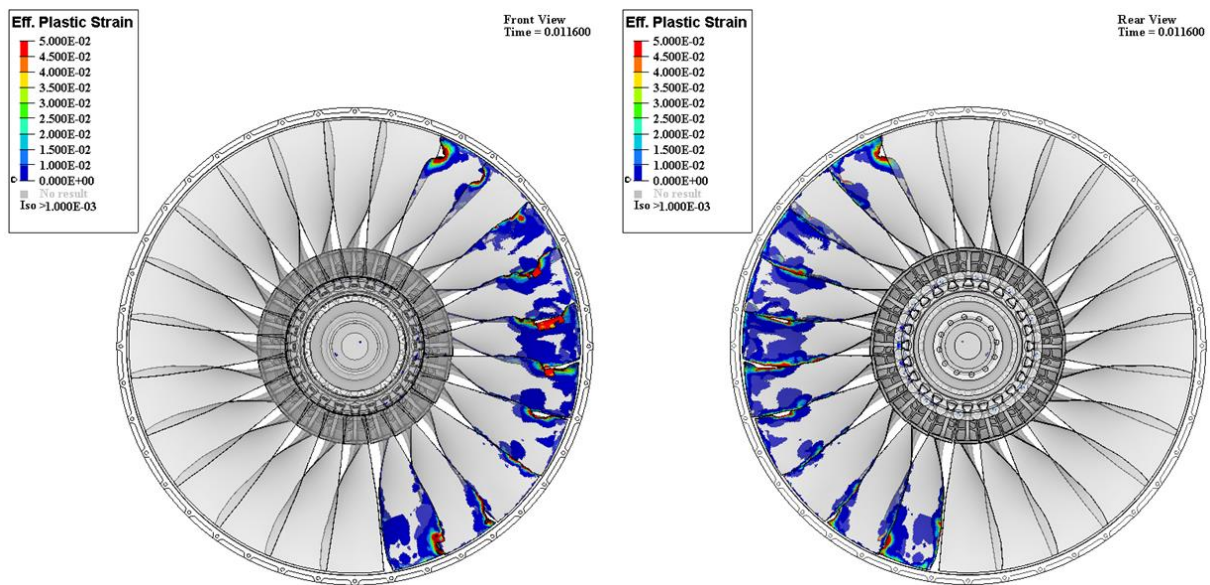 Eff. Plastic Strain
5.000E-02
4.500E-02
4.000E-02
3.500E-02
3.000E-02
2.500E-02
2.000E-02
1.500E-02
1.000E-02
0.000E+00
No result
Iso >1.000E-03
Front View
Time = 0.011600
Eff. Plastic Strain
5.000E-02
4.500E-02
4.000E-02
3.500E-02
3.000E-02
2.500E-02
2.000E-02
1.500E-02
1.000E-02
0.000E+00
No result
Iso >1.000E-03
Rear View
Time = 0.011600